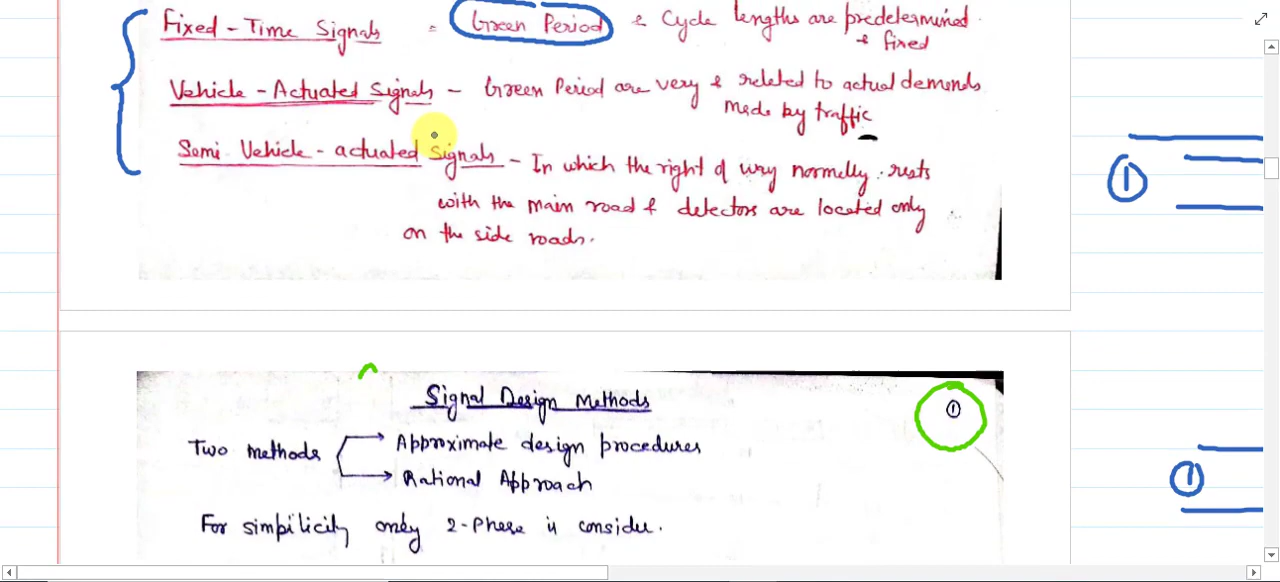 Fixed - Time Signals = Green Period & Cycle lengths are predetermined
& fixed
Vehicle - Actuated Signals - Green Period are very & related to actual demands
Made by traffic
Semi Vehicle - actuated Signals - In which the right of way normally rests
with the main road & detectors are located only
on the side roads.
①
Signal Design Methods
①
Two methods → Approximate design procedures
→ Rational Approach
①
For simplicity only 2-Phase is consider.